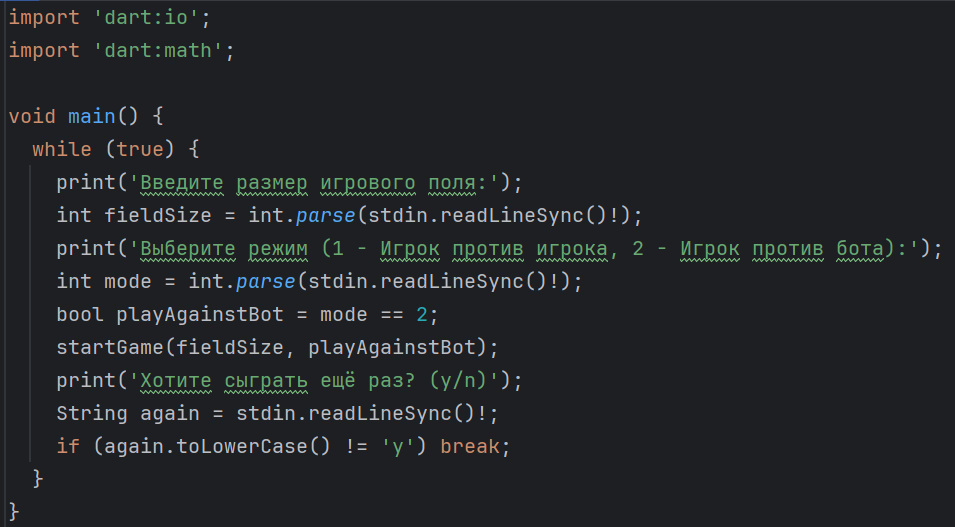 import 'dart:io';
import 'dart:math';
void main() {
while (true) {
print('Введите размер игрового поля:');
int fieldSize = int.parse(stdin.readLineSync()!);
print('Выберите режим (1 - Игрок против игрока, 2 - Игрок против бота):');
int mode = int.parse(stdin.readLineSync()!);
bool playAgainstBot = mode == 2;
startGame(fieldSize, playAgainstBot);
print('Хотите сыграть ещё раз? (y/n)');
String again = stdin.readLineSync()!;
if (again.toLowerCase() != 'y') break;
}
}